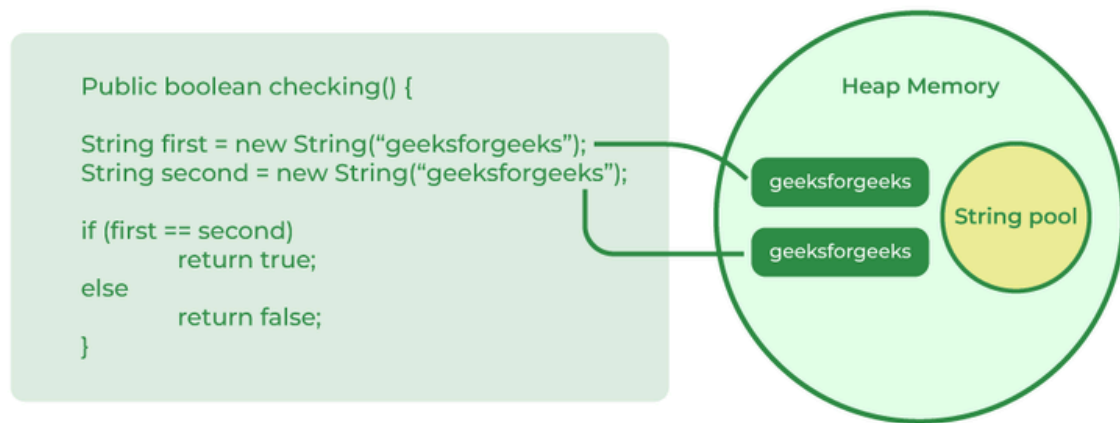 Public boolean checking() {
String first = new String(“geeksforgeeks”);
String second = new String(“geeksforgeeks”);
if (first == second)
return true;
else
return false;
}
Heap Memory
geeksforgeeks
geeksforgeeks
String pool